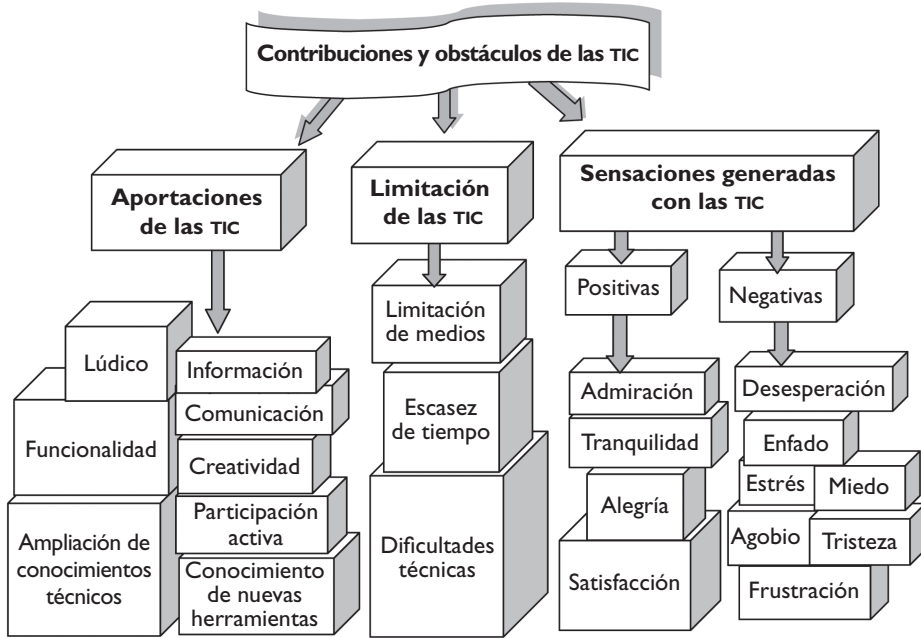 Contribuciones y obstáculos de las TIC
Aportaciones
de las TIC
Limitación
de las TIC
Sensaciones generadas
con las TIC
Lúdico
Funcionalidad
Ampliación de
conocimientos
técnicos
Información
Comunicación
Creatividad
Participación
activa
Conocimiento
de nuevas
herramientas
Limitación
de medios
Escasez
de tiempo
Dificultades
técnicas
Positivas
Admiración
Tranquilidad
Alegría
Satisfacción
Negativas
Desesperación
Enfado
Estrés
Miedo
Agobio
Tristeza
Frustración